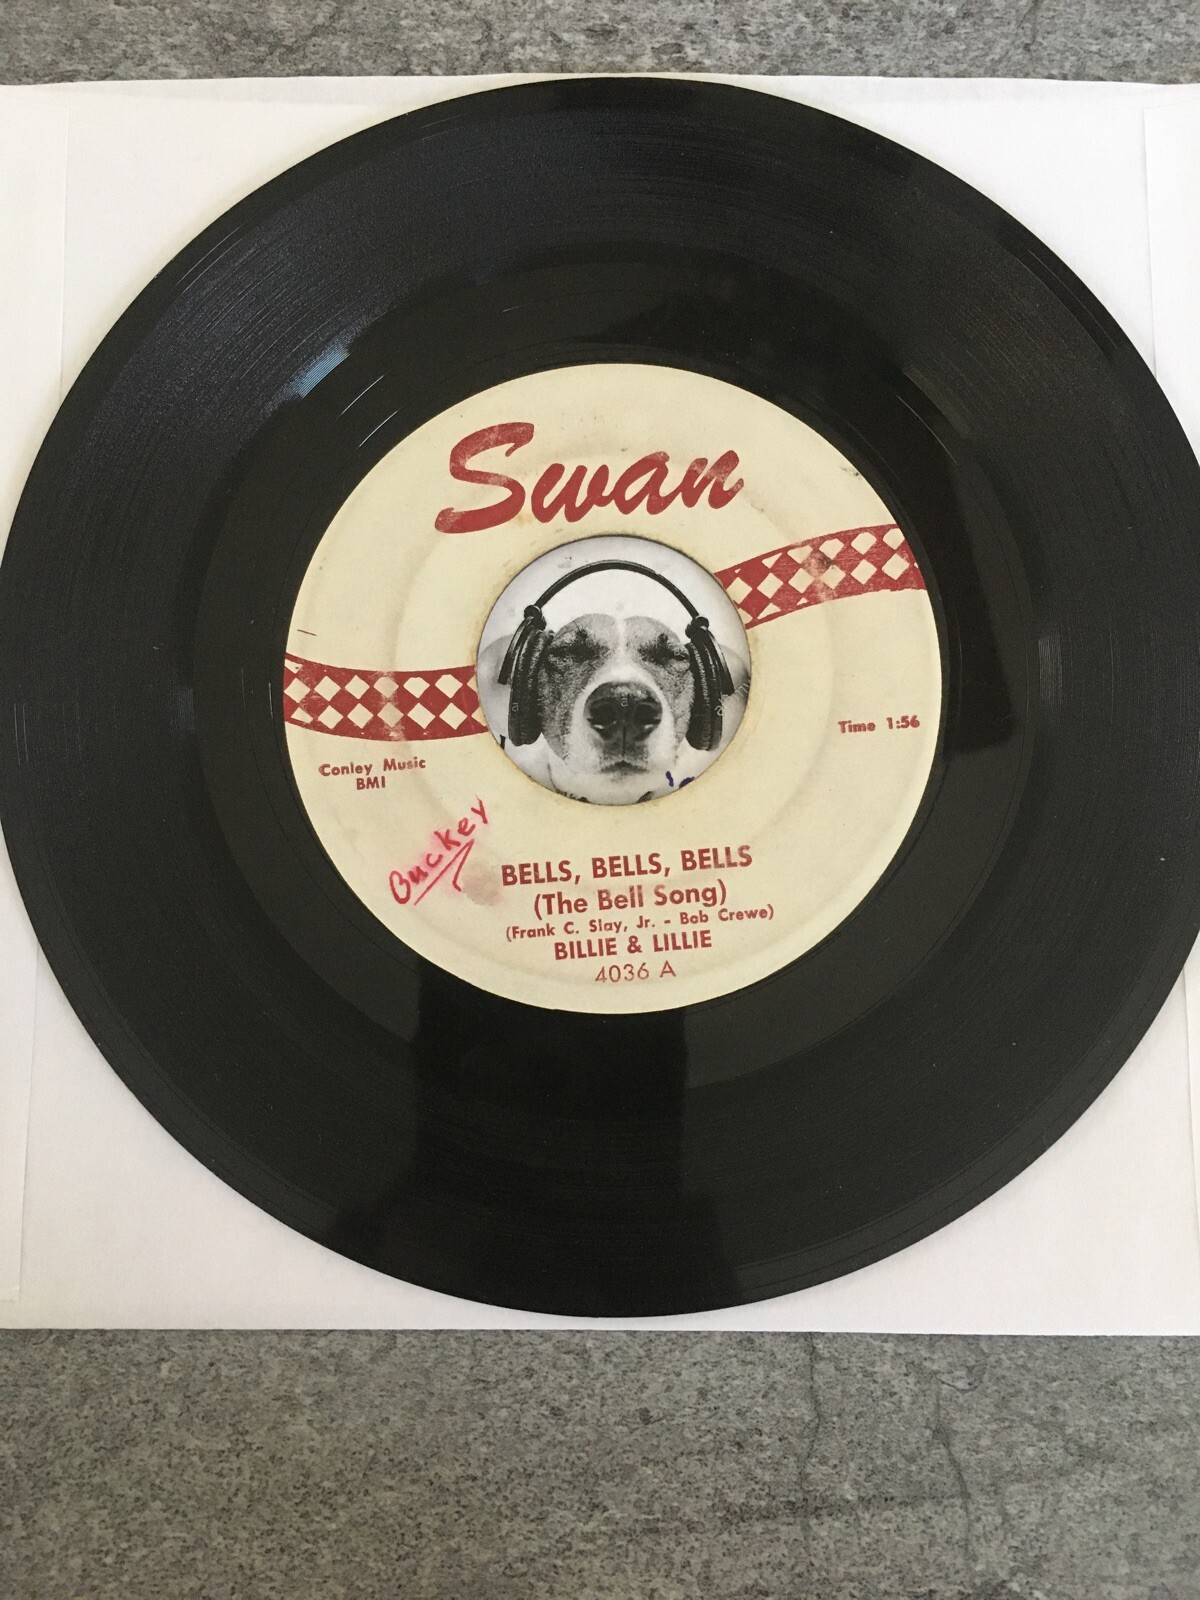 Swan
Time 1:56
Conley Music
BMI
Buckey
BELLS, BELLS, BELLS
(The Bell Song)
(Frank C. Slay, Jr. - Bob Crewe)
BILLIE & LILLIE
4036 A